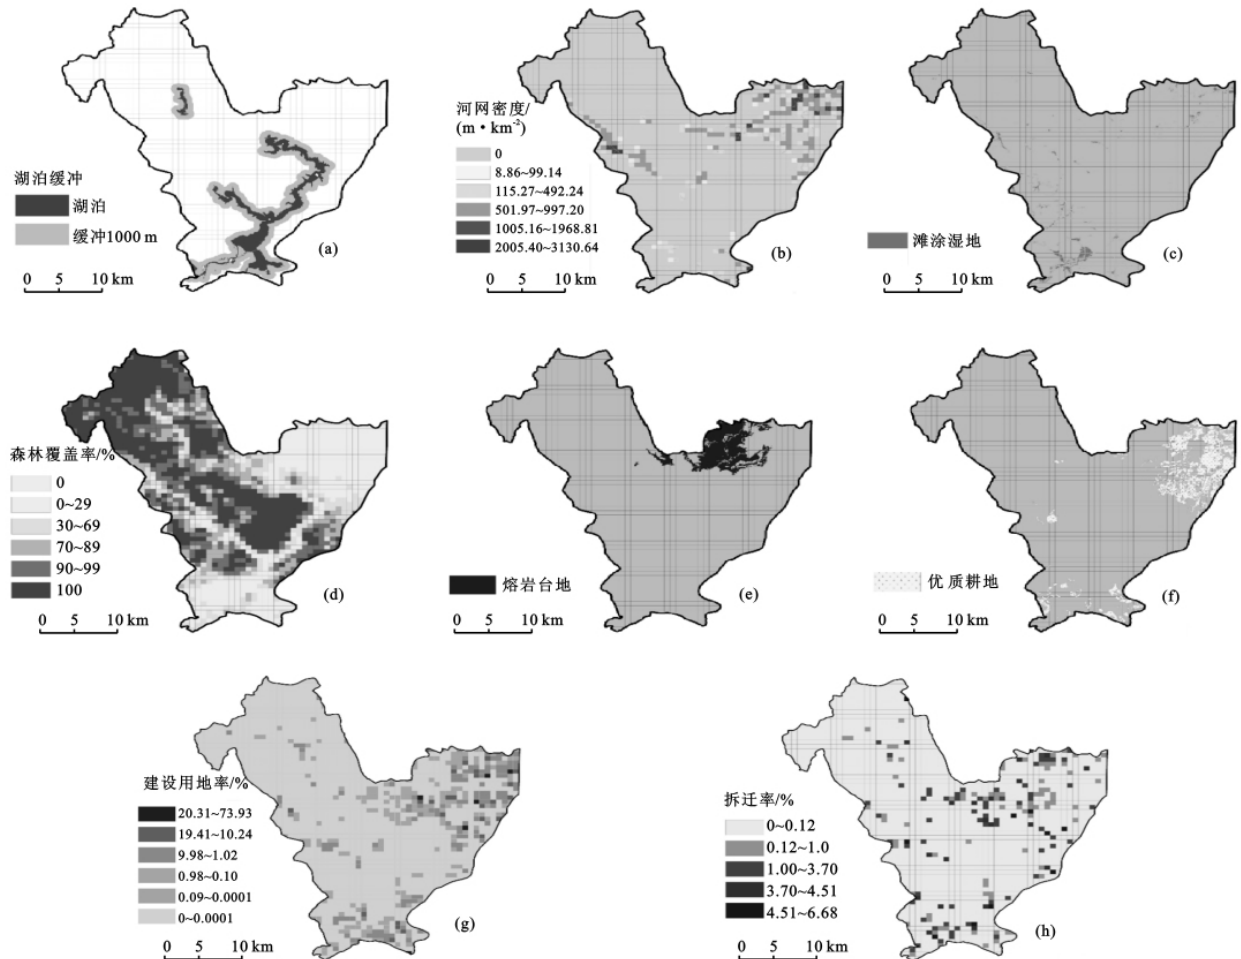 湖泊缓冲
湖泊
缓冲1000 m
0 5 10 km
(a)
河网密度/
(m·km⁻²)
0
8.86~99.14
115.27~492.24
501.97~997.20
1005.16~1968.81
2005.40~3130.64
0 5 10 km
(b)
滩涂湿地
0 5 10 km
(c)
森林覆盖率/%
0
0~29
30~69
70~89
90~99
100
0 5 10 km
(d)
熔岩台地
0 5 10 km
(e)
优质耕地
0 5 10 km
(f)
建设用地率/%
20.31~73.93
19.41~10.24
9.98~1.02
0.98~0.10
0.09~0.0001
0~0.0001
0 5 10 km
(g)
拆迁率/%
0~0.12
0.12~1.0
1.00~3.70
3.70~4.51
4.51~6.68
0 5 10 km
(h)